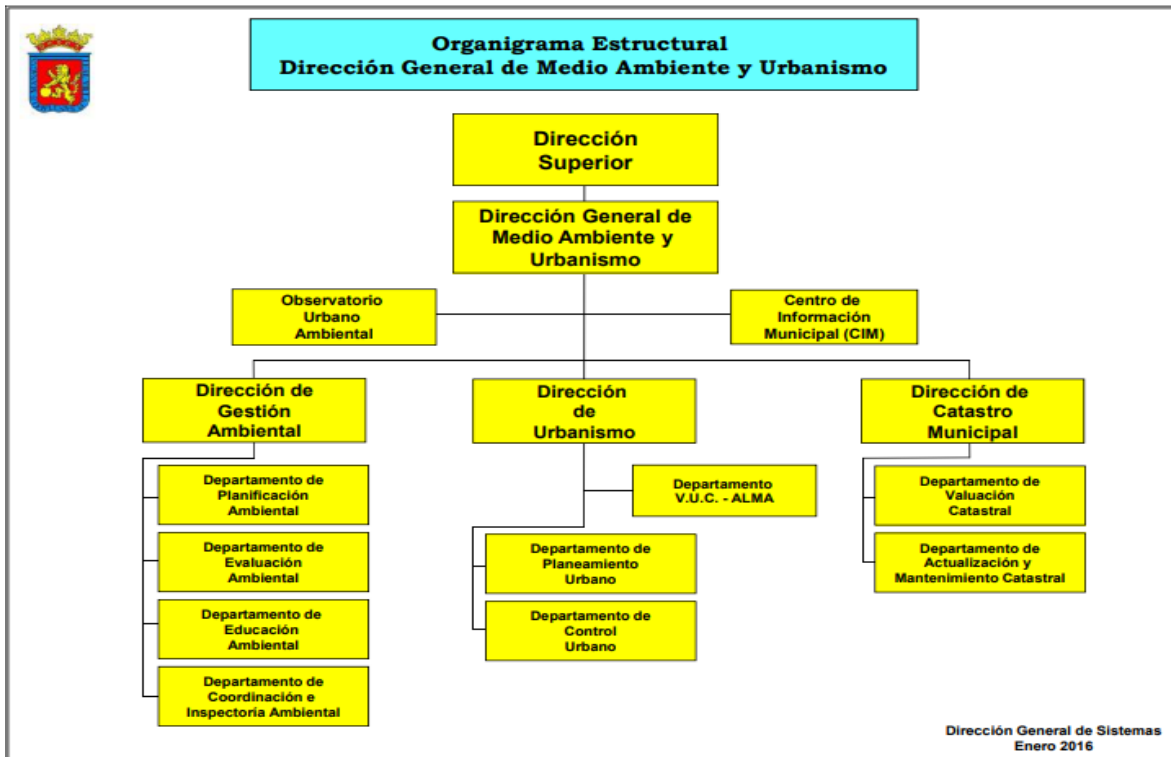 Organigrama Estructural
Dirección General de Medio Ambiente y Urbanismo
Dirección
Superior
Dirección General de
Medio Ambiente y
Urbanismo
Observatorio
Urbano
Ambiental
Centro de
Información
Municipal (CIM)
Dirección de
Gestión
Ambiental
Dirección
de
Urbanismo
Dirección de
Catastro
Municipal
Departamento de
Planificación
Ambiental
Departamento de
Evaluación
Ambiental
Departamento de
Educación
Ambiental
Departamento de
Coordinación e
Inspectoría Ambiental
Departamento
V.U.C. - ALMA
Departamento de
Planeamiento
Urbano
Departamento de
Control
Urbano
Departamento de
Valuación
Catastral
Departamento de
Actualización y
Mantenimiento Catastral
Dirección General de Sistemas
Enero 2016